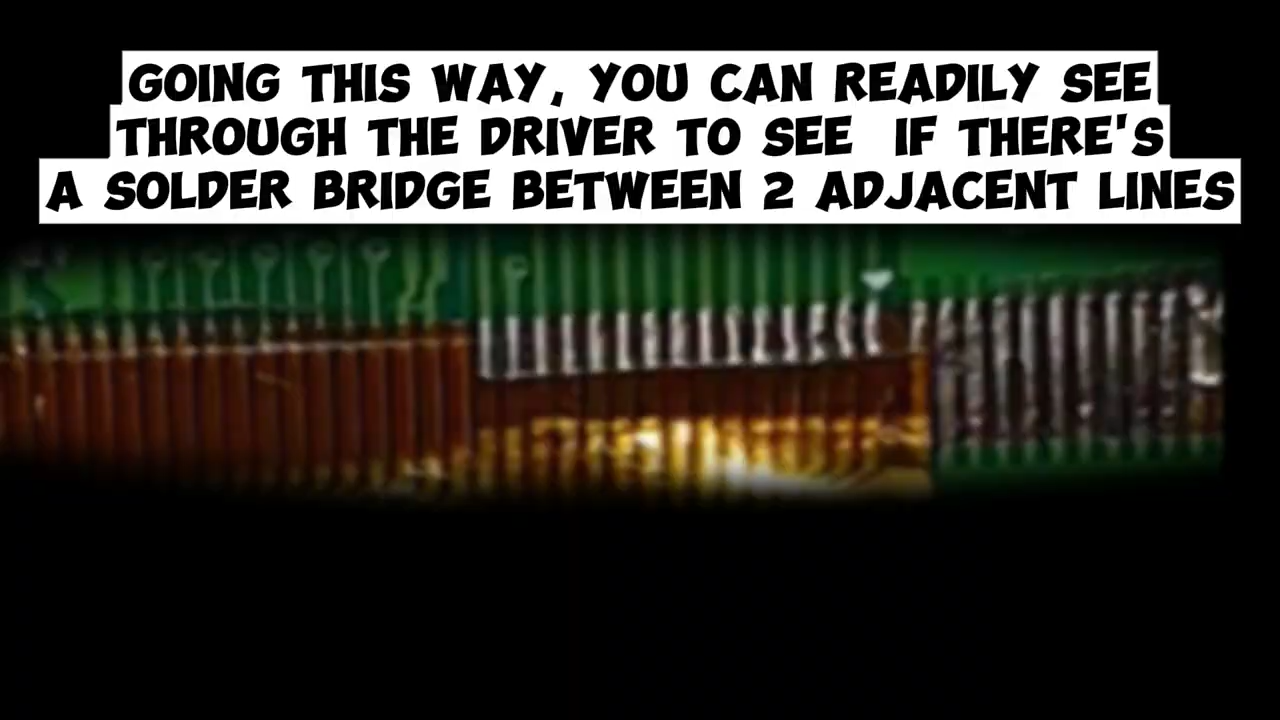 GOING THIS WAY, YOU CAN READILY SEE
THROUGH THE DRIVER TO SEE  IF THERE'S
A SOLDER BRIDGE BETWEEN 2 ADJACENT LINES